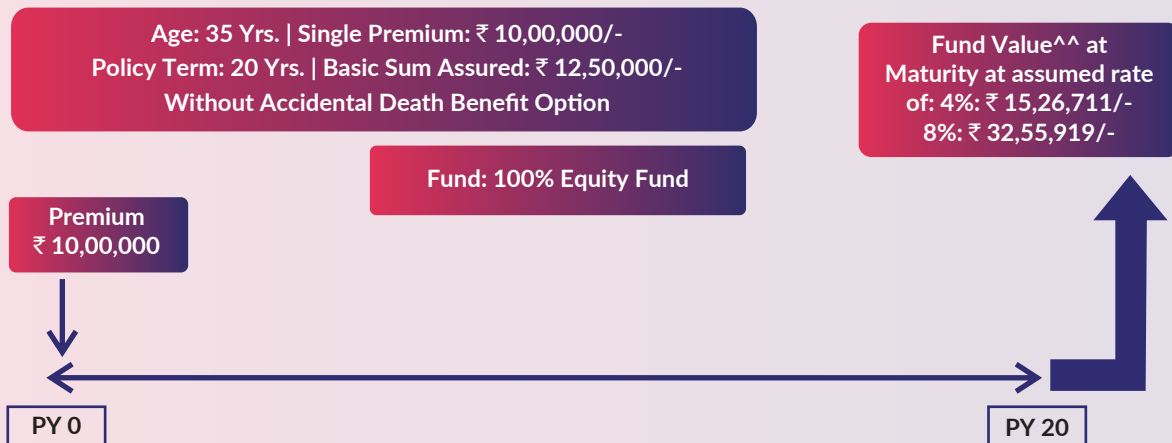 Age: 35 Yrs. | Single Premium: ₹ 10,00,000/-
Policy Term: 20 Yrs. | Basic Sum Assured: ₹ 12,50,000/-
Without Accidental Death Benefit Option
Fund Value^^ at
Maturity at assumed rate
of: 4%: ₹ 15,26,711/-
8%: ₹ 32,55,919/-
Fund: 100% Equity Fund
Premium
₹ 10,00,000
PY 0
PY 20